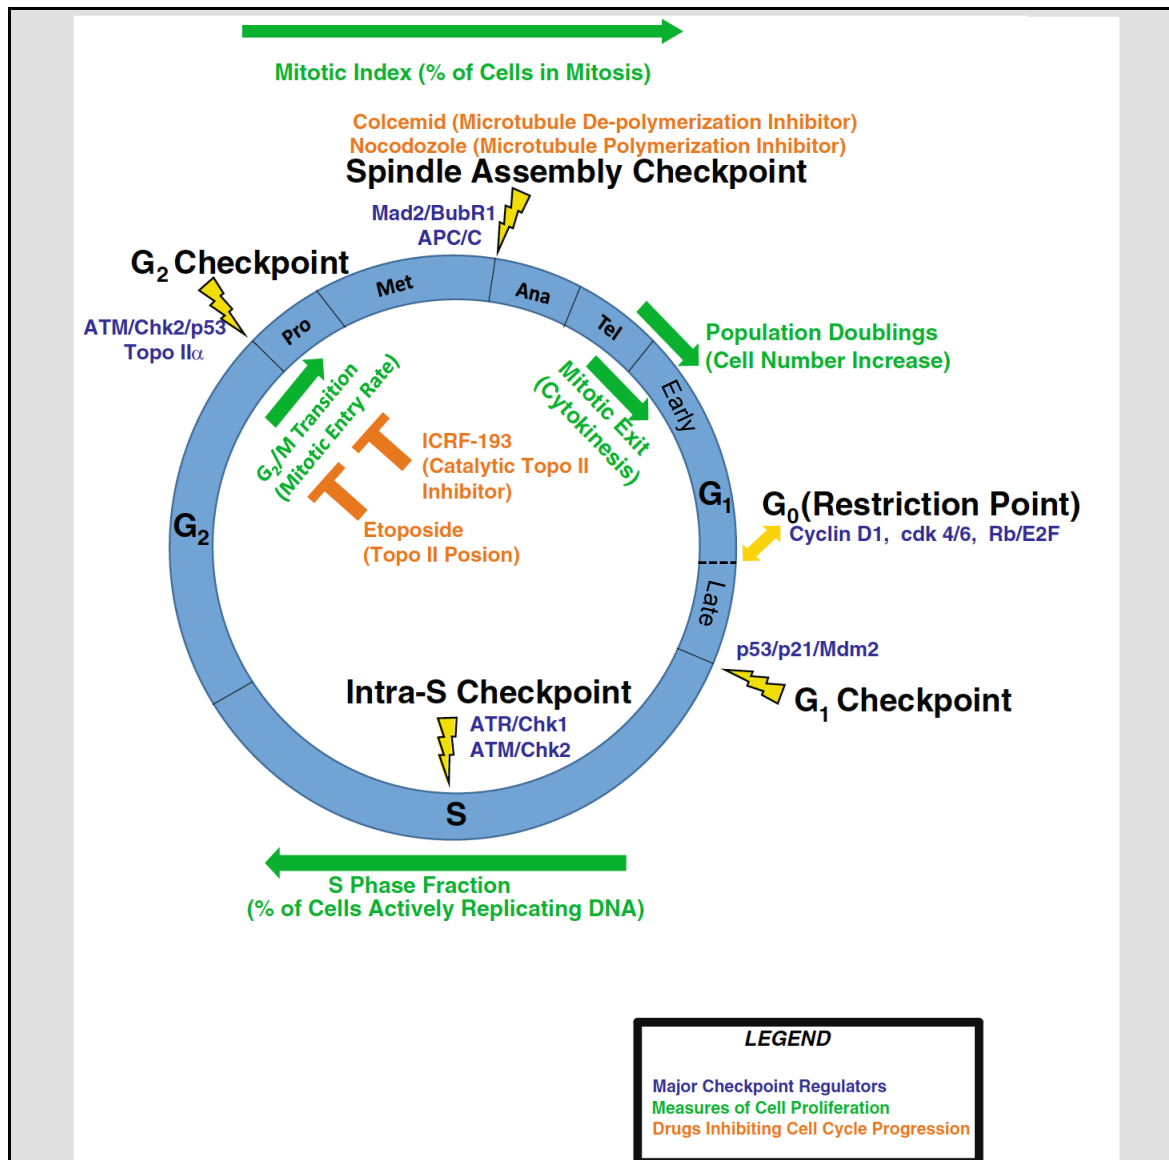 Mitotic Index (% of Cells in Mitosis)
Colcemid (Microtubule De-polymerization Inhibitor)
Nocodozole (Microtubule Polymerization Inhibitor)
Spindle Assembly Checkpoint
Mad2/BubR1
APC/C
G2 Checkpoint
ATM/Chk2/p53
Topo IIα
Pro
Met
Ana
Tel
Early
Population Doublings
(Cell Number Increase)
Mitotic Exit
(Cytokinesis)
G2/M Transition
(Mitotic Entry Rate)
ICRF-193
(Catalytic Topo II
Inhibitor)
Etoposide
(Topo II Posion)
G2
G1
G0(Restriction Point)
Cyclin D1, cdk 4/6, Rb/E2F
Late
p53/p21/Mdm2
G1 Checkpoint
Intra-S Checkpoint
ATR/Chk1
ATM/Chk2
S
S Phase Fraction
(% of Cells Actively Replicating DNA)
LEGEND
Major Checkpoint Regulators
Measures of Cell Proliferation
Drugs Inhibiting Cell Cycle Progression